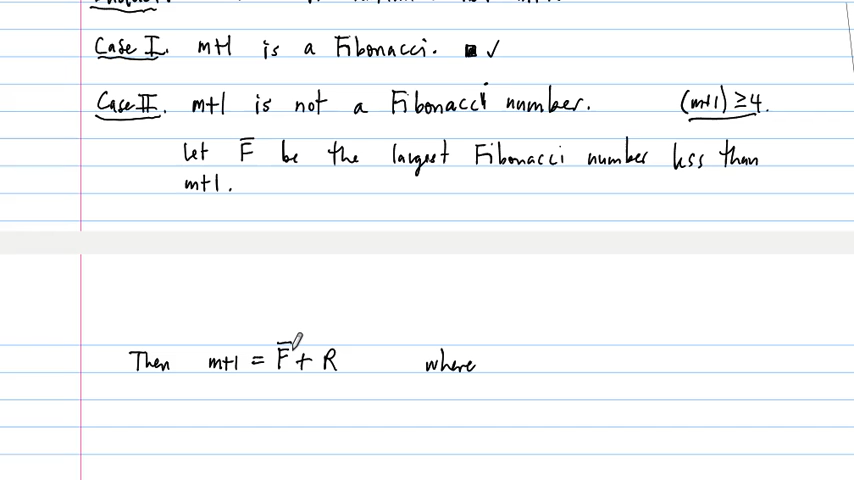 Case I. m+1 is a Fibonacci. ■ ✓
Case II. m+1 is not a Fibonacci number. (m+1) ≥ 4.
Let F̄ be the largest Fibonacci number less than
m+1.
Then m+1 = F̄ + R where